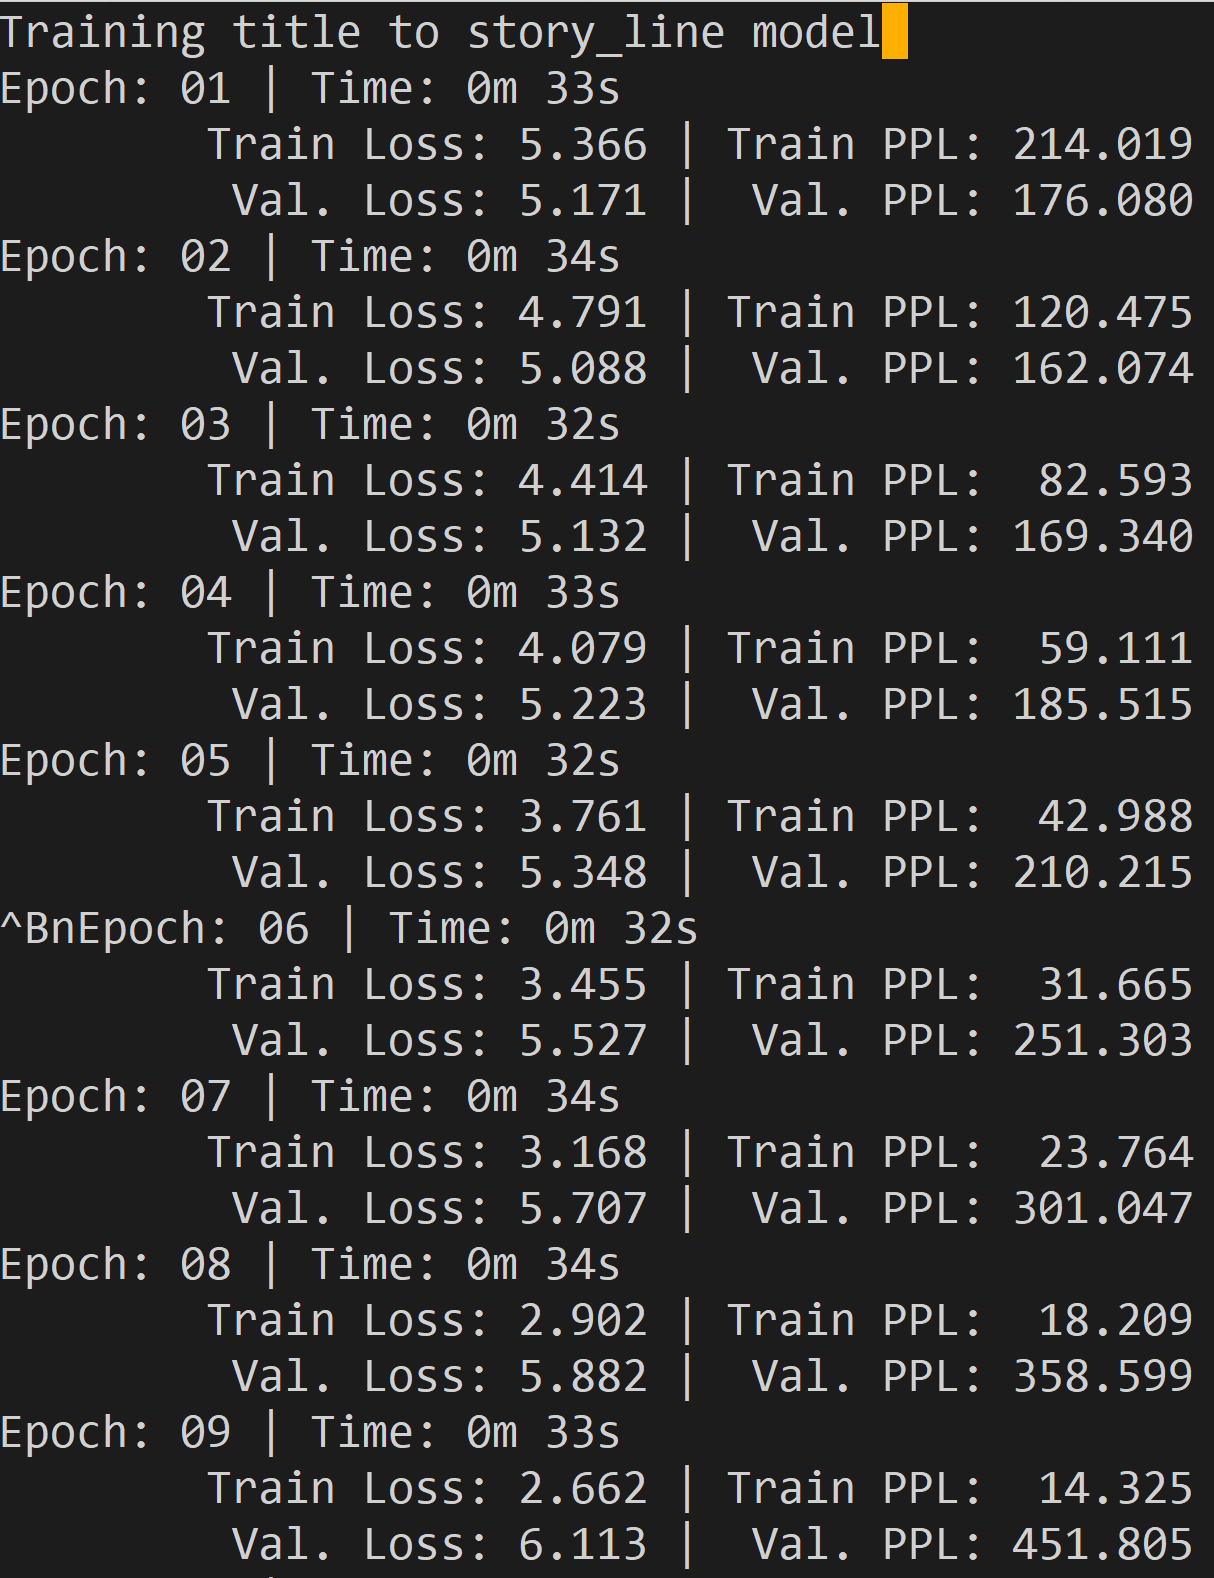 Training title to story_line model
Epoch: 01 | Time: 0m 33s
Train Loss: 5.366 | Train PPL: 214.019
Val. Loss: 5.171 | Val. PPL: 176.080
Epoch: 02 | Time: 0m 34s
Train Loss: 4.791 | Train PPL: 120.475
Val. Loss: 5.088 | Val. PPL: 162.074
Epoch: 03 | Time: 0m 32s
Train Loss: 4.414 | Train PPL: 82.593
Val. Loss: 5.132 | Val. PPL: 169.340
Epoch: 04 | Time: 0m 33s
Train Loss: 4.079 | Train PPL: 59.111
Val. Loss: 5.223 | Val. PPL: 185.515
Epoch: 05 | Time: 0m 32s
Train Loss: 3.761 | Train PPL: 42.988
Val. Loss: 5.348 | Val. PPL: 210.215
^BnEpoch: 06 | Time: 0m 32s
Train Loss: 3.455 | Train PPL: 31.665
Val. Loss: 5.527 | Val. PPL: 251.303
Epoch: 07 | Time: 0m 34s
Train Loss: 3.168 | Train PPL: 23.764
Val. Loss: 5.707 | Val. PPL: 301.047
Epoch: 08 | Time: 0m 34s
Train Loss: 2.902 | Train PPL: 18.209
Val. Loss: 5.882 | Val. PPL: 358.599
Epoch: 09 | Time: 0m 33s
Train Loss: 2.662 | Train PPL: 14.325
Val. Loss: 6.113 | Val. PPL: 451.805